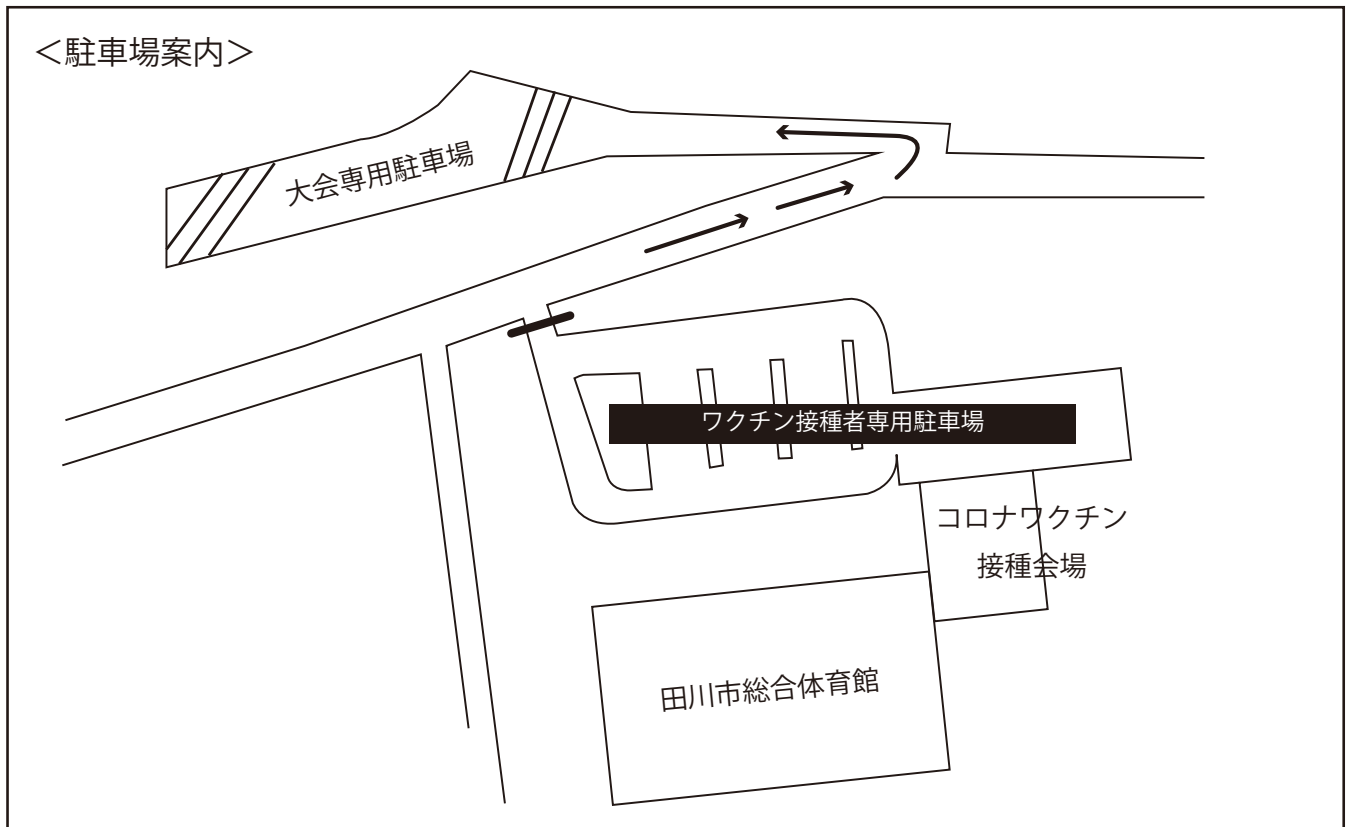 ＜駐車場案内＞
大会専用駐車場
ワクチン接種者専用駐車場
コロナワクチン
接種会場
田川市総合体育館